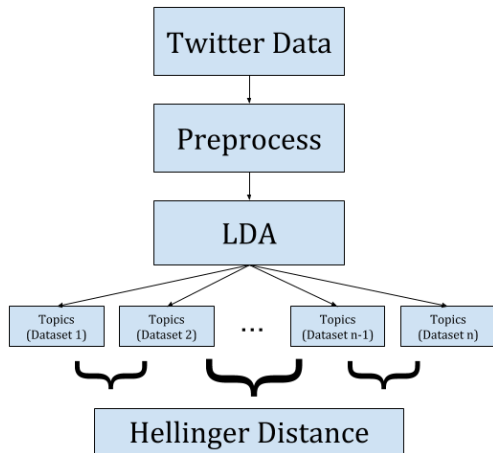 Twitter Data
Preprocess
LDA
Topics
(Dataset 1)
Topics
(Dataset 2)
...
Topics
(Dataset n-1)
Topics
(Dataset n)
Hellinger Distance